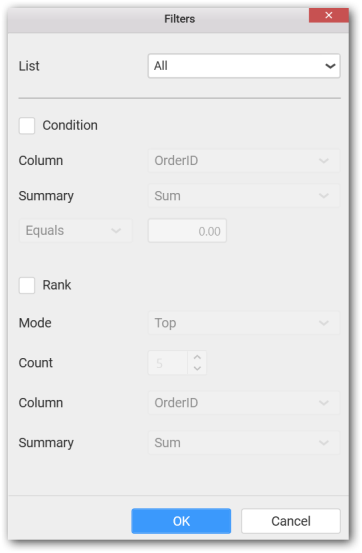 Filters
List All
Condition
Column OrderID
Summary Sum
Equals 0.00
Rank
Mode Top
Count 5
Column OrderID
Summary Sum
OK Cancel